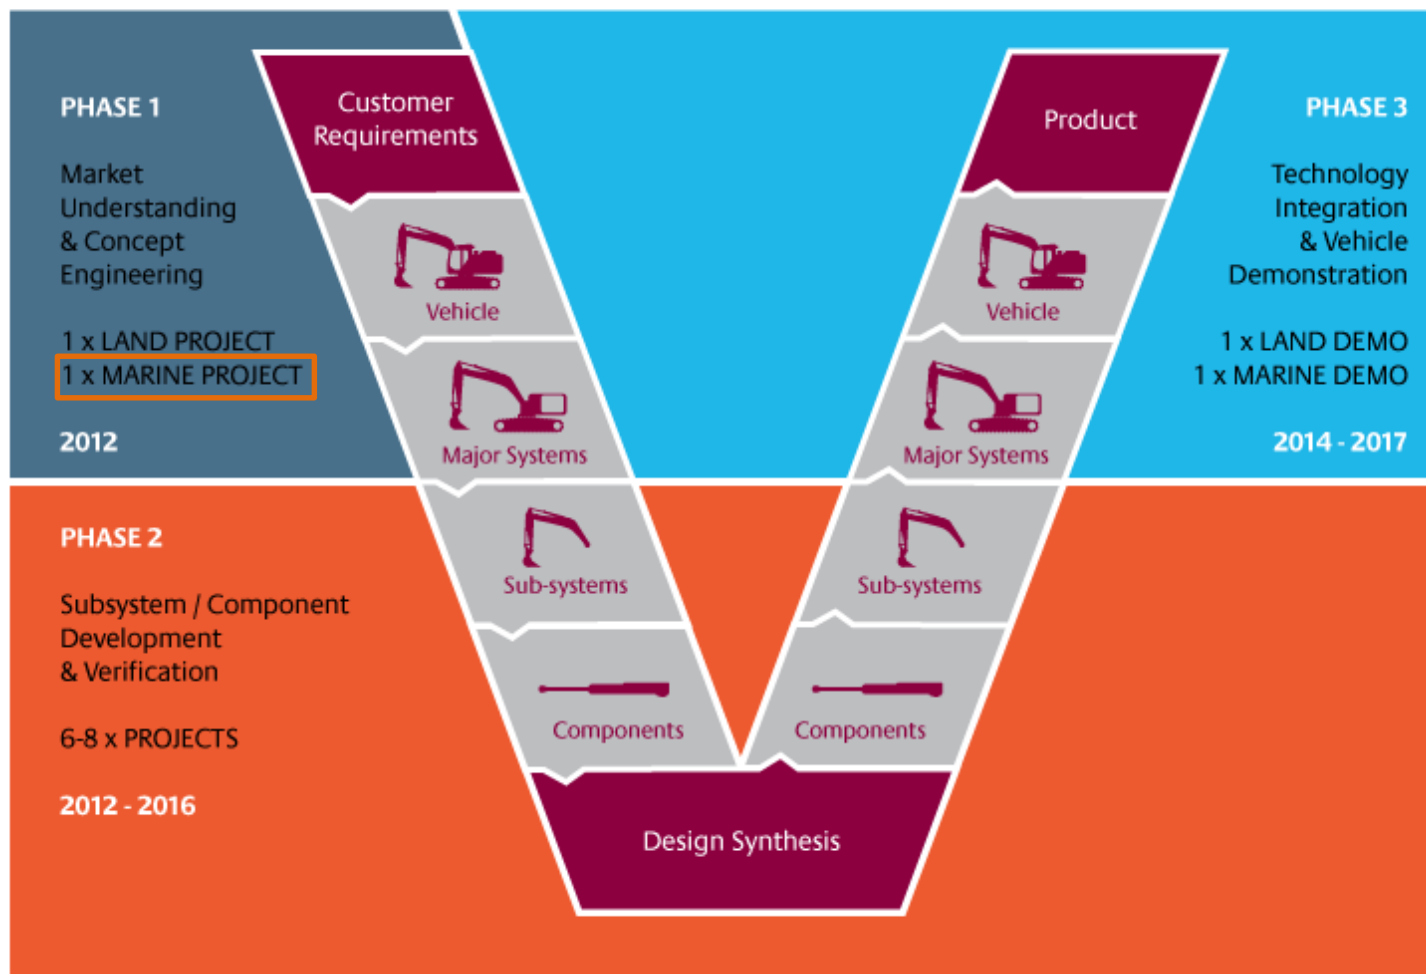 PHASE 1
Market
Understanding
& Concept
Engineering
1 x LAND PROJECT
1 x MARINE PROJECT
2012
Customer
Requirements
Vehicle
Major Systems
Sub-systems
Components
Design Synthesis
Product
Vehicle
Major Systems
Sub-systems
Components
PHASE 3
Technology
Integration
& Vehicle
Demonstration
1 x LAND DEMO
1 x MARINE DEMO
2014 - 2017
PHASE 2
Subsystem / Component
Development
& Verification
6-8 x PROJECTS
2012 - 2016